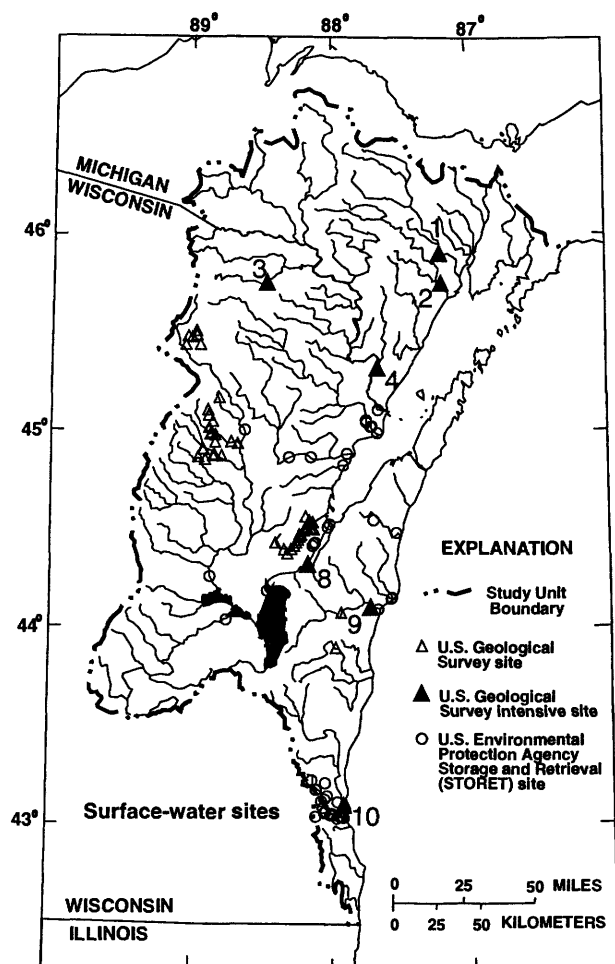 89° 88° 87°
MICHIGAN
WISCONSIN
46°
1
3
2
4
45°
EXPLANATION
Study Unit
Boundary
8
44°
9
U.S. Geological
Survey site
U.S. Geological
Survey intensive site
U.S. Environmental
Protection Agency
Storage and Retrieval
(STORET) site
Surface-water sites
10
43°
0 25 50 MILES
0 25 50 KILOMETERS
WISCONSIN
ILLINOIS